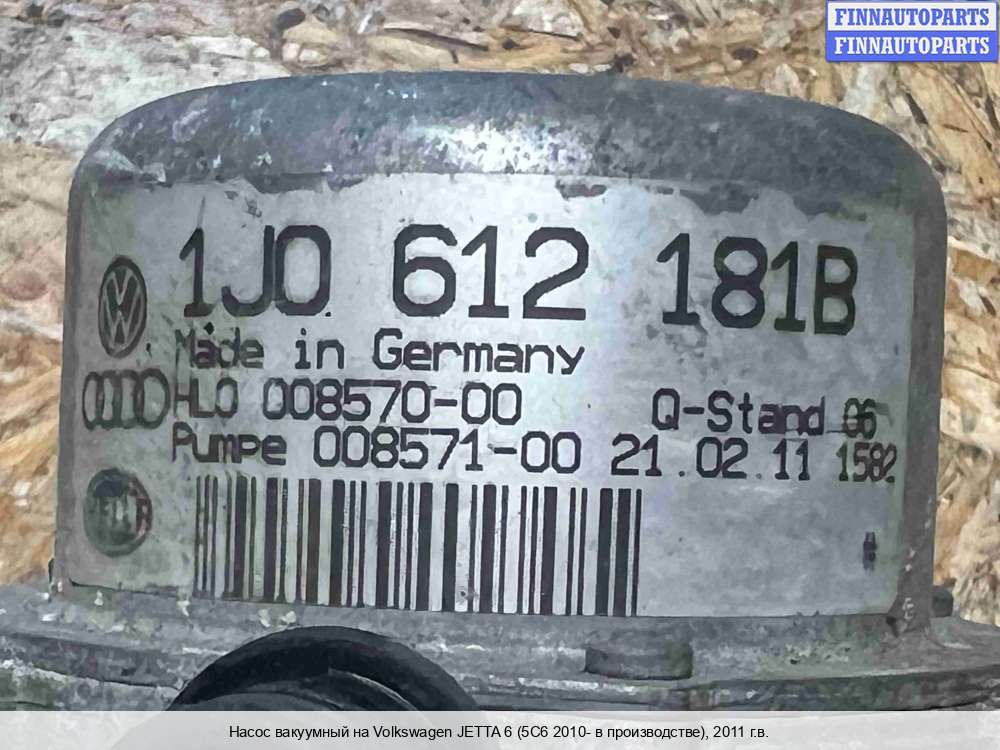 FINNAUTOPARTS
FINNAUTOPARTS
1J0 612 181B
Made in Germany
HLO 008570-00 Q-Stand 06
Pumpe 008571-00 21.02.11 1582
Насос вакуумный на Volkswagen JETTA 6 (5C6 2010- в производстве), 2011 г.в.